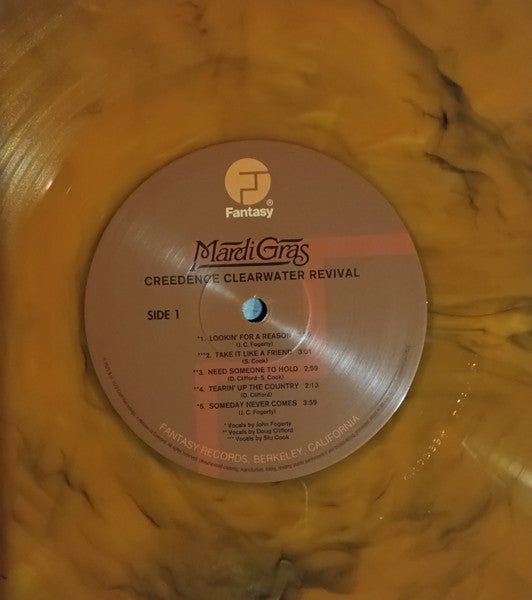 Fantasy®
Mardi Gras
CREEDENCE CLEARWATER REVIVAL
SIDE 1
*1. LOOKIN' FOR A REASON
(J. C. Fogerty)
***2. TAKE IT LIKE A FRIEND 3:01
(S. Cook)
**3. NEED SOMEONE TO HOLD 2:59
(D. Clifford-S. Cook)
**4. TEARIN' UP THE COUNTRY 2:13
(D. Clifford)
*5. SOMEDAY NEVER COMES 3:59
(J. C. Fogerty)
* Vocals by John Fogerty
** Vocals by Doug Clifford
*** Vocals by Stu Cook
FANTASY RECORDS, BERKELEY, CALIFORNIA